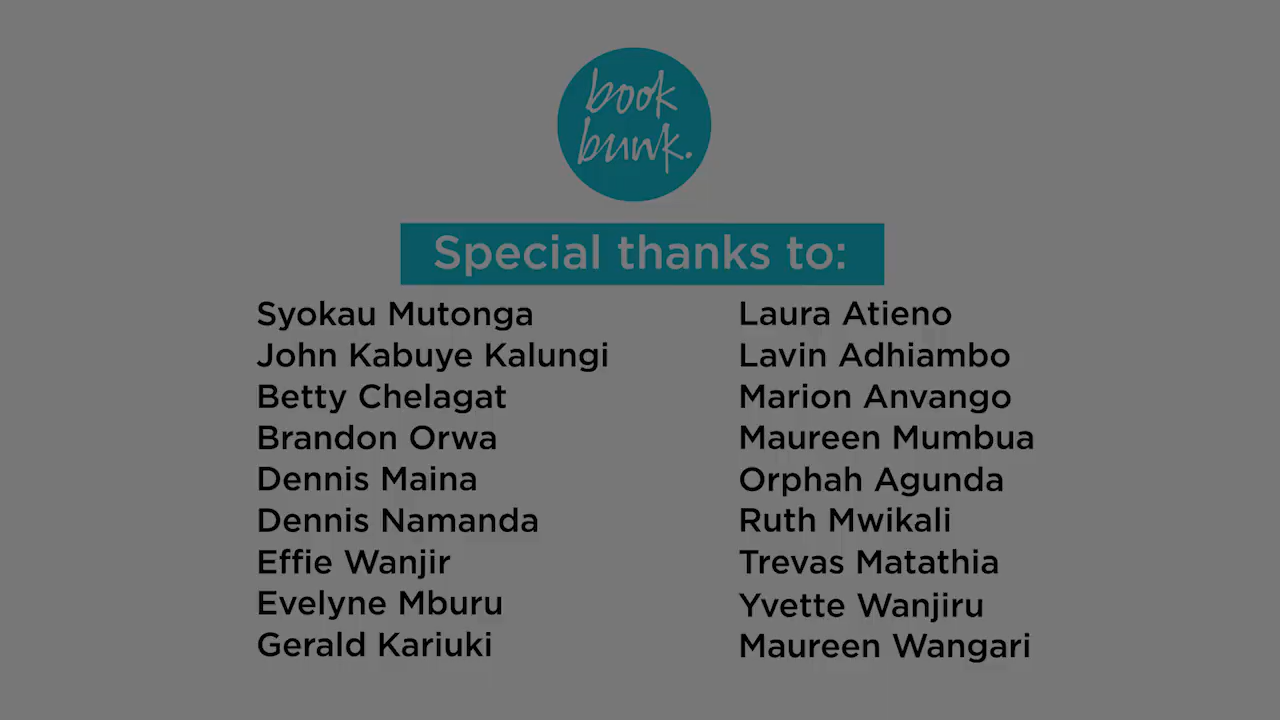 book
bunk.
Special thanks to:
Syokau Mutonga
John Kabuye Kalungi
Betty Chelagat
Brandon Orwa
Dennis Maina
Dennis Namanda
Effie Wanjir
Evelyne Mburu
Gerald Kariuki
Laura Atieno
Lavin Adhiambo
Marion Anvango
Maureen Mumbua
Orphah Agunda
Ruth Mwikali
Trevas Matathia
Yvette Wanjiru
Maureen Wangari